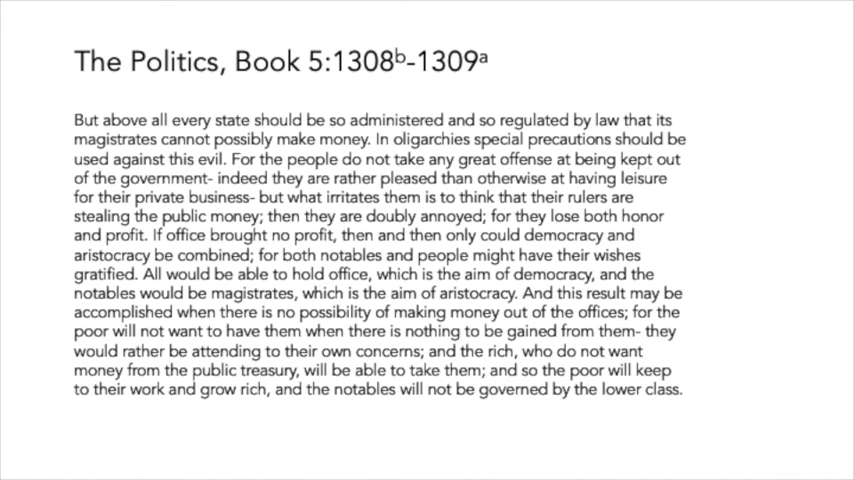 The Politics, Book 5:1308ᵇ-1309ᵃ
But above all every state should be so administered and so regulated by law that its
magistrates cannot possibly make money. In oligarchies special precautions should be
used against this evil. For the people do not take any great offense at being kept out
of the government- indeed they are rather pleased than otherwise at having leisure
for their private business- but what irritates them is to think that their rulers are
stealing the public money; then they are doubly annoyed; for they lose both honor
and profit. If office brought no profit, then and then only could democracy and
aristocracy be combined; for both notables and people might have their wishes
gratified. All would be able to hold office, which is the aim of democracy, and the
notables would be magistrates, which is the aim of aristocracy. And this result may be
accomplished when there is no possibility of making money out of the offices; for the
poor will not want to have them when there is nothing to be gained from them- they
would rather be attending to their own concerns; and the rich, who do not want
money from the public treasury, will be able to take them; and so the poor will keep
to their work and grow rich, and the notables will not be governed by the lower class.